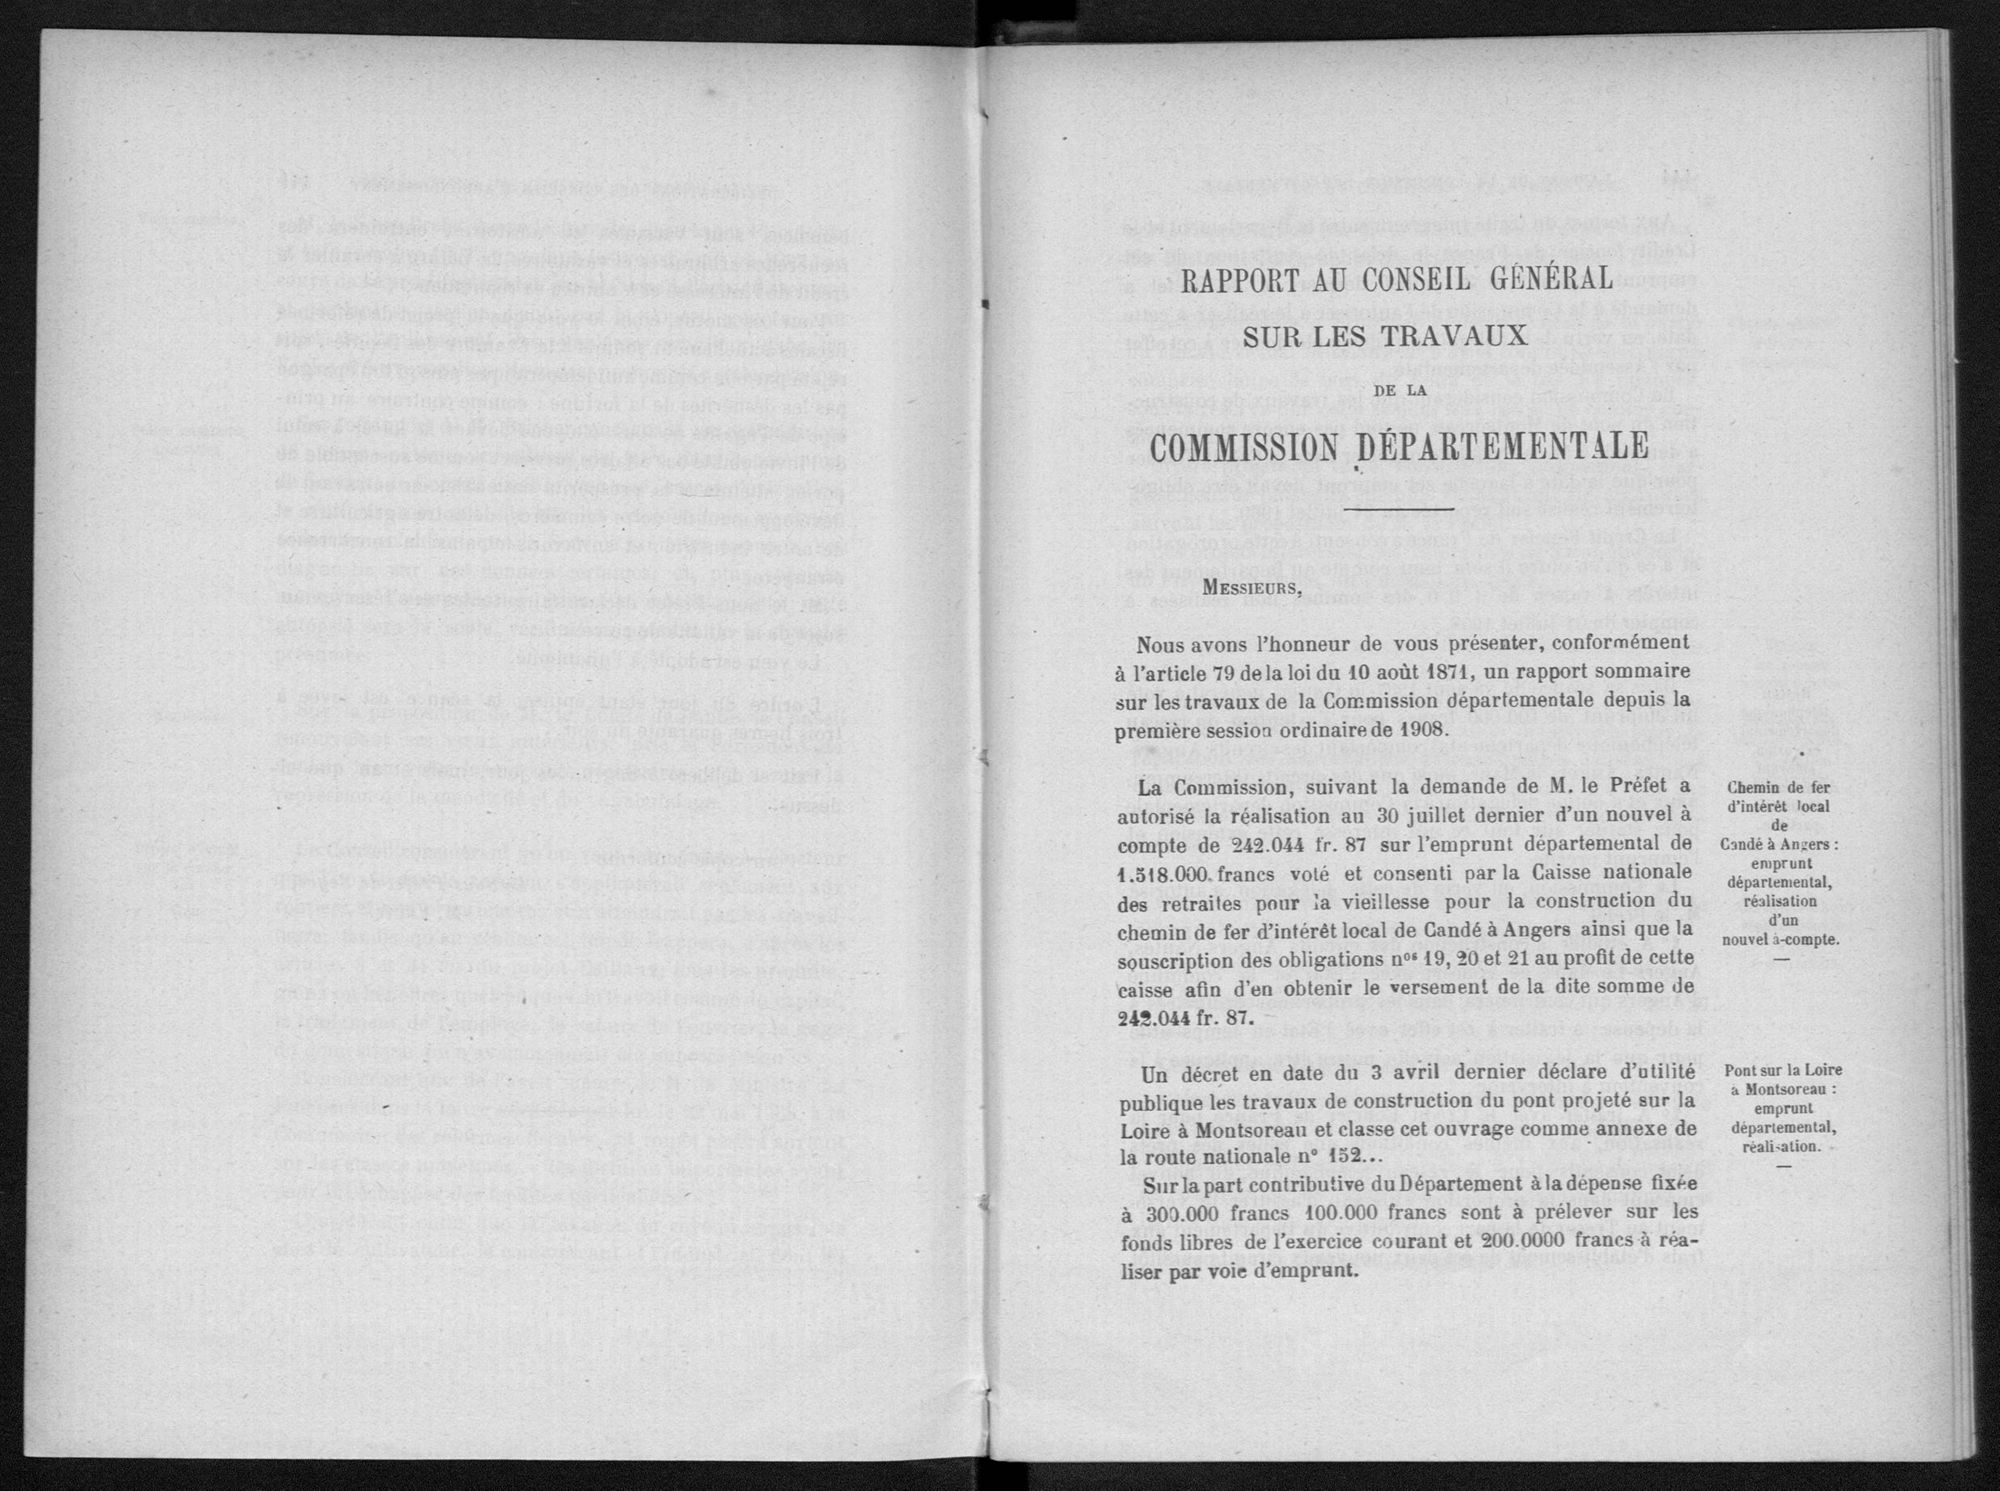 RAPPORT AU CONSEIL GÉNÉRAL
SUR LES TRAVAUX
DE LA
COMMISSION DÉPARTEMENTALE
MESSIEURS,
Nous avons l'honneur de vous présenter, conformément
à l'article 79 de la loi du 10 août 1871, un rapport sommaire
sur les travaux de la Commission départementale depuis la
première session ordinaire de 1908.
La Commission, suivant la demande de M. le Préfet a
autorisé la réalisation au 30 juillet dernier d'un nouvel à
compte de 242.044 fr. 87 sur l'emprunt départemental de
1.518.000 francs voté et consenti par la Caisse nationale
des retraites pour la vieillesse pour la construction du
chemin de fer d'intérêt local de Candé à Angers ainsi que la
souscription des obligations nos 19, 20 et 21 au profit de cette
caisse afin d'en obtenir le versement de la dite somme de
242.044 fr. 87.
Chemin de fer
d'intérêt local
de
Candé à Angers :
emprunt
départemental,
réalisation
d'un
nouvel à-compte.
—
Un décret en date du 3 avril dernier déclare d'utilité
publique les travaux de construction du pont projeté sur la
Loire à Montsoreau et classe cet ouvrage comme annexe de
la route nationale n° 152...
Sur la part contributive du Département à la dépense fixée
à 300.000 francs 100.000 francs sont à prélever sur les
fonds libres de l'exercice courant et 200.0000 francs à réa-
liser par voie d'emprunt.
Pont sur la Loire
à Montsoreau :
emprunt
départemental,
réalisation.
—